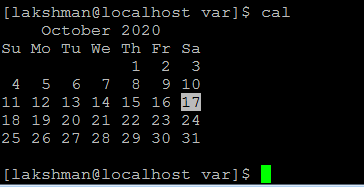 [lakshman@localhost var]$ cal
October 2020
Su Mo Tu We Th Fr Sa
1 2 3
4 5 6 7 8 9 10
11 12 13 14 15 16 17
18 19 20 21 22 23 24
25 26 27 28 29 30 31
[lakshman@localhost var]$